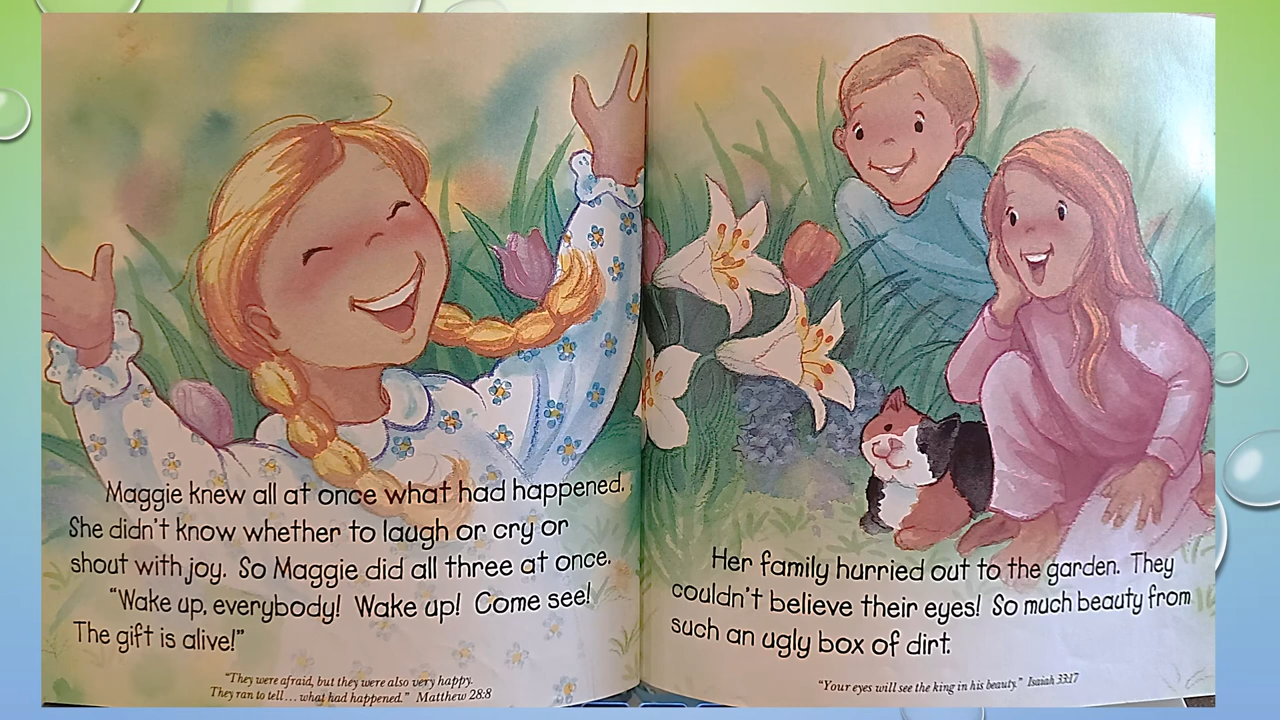 Maggie knew all at once what had happened.
She didn't know whether to laugh or cry or
shout with joy. So Maggie did all three at once.
"Wake up, everybody! Wake up! Come see!
The gift is alive!"
"They were afraid, but they were also very happy.
They ran to tell... what had happened." Matthew 28:8
Her family hurried out to the garden. They
couldn't believe their eyes! So much beauty from
such an ugly box of dirt.
"Your eyes will see the king in his beauty." Isaiah 33:17